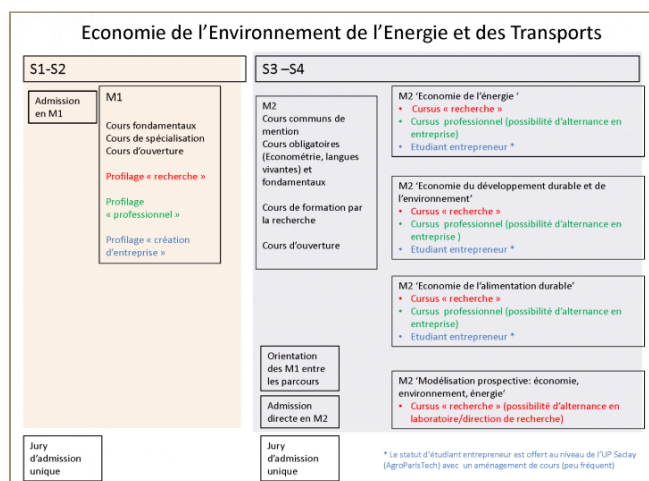 Economie de l'Environnement de l'Energie et des Transports
S1-S2
S3 –S4
Admission
en M1
M1
Cours fondamentaux
Cours de spécialisation
Cours d'ouverture
Profilage « recherche »
Profilage
« professionnel »
Profilage « création
d'entreprise »
M2
Cours communs de
mention
Cours obligatoires
(Econométrie, langues
vivantes) et
fondamentaux
Cours de formation par
la recherche
Cours d'ouverture
M2 'Economie de l'énergie '
• Cursus « recherche »
• Cursus professionnel (possibilité d'alternance en
entreprise)
• Etudiant entrepreneur *
M2 'Economie du développement durable et de
l'environnement'
• Cursus « recherche »
• Cursus professionnel (possibilité d'alternance en
entreprise )
• Etudiant entrepreneur *
M2 'Economie de l'alimentation durable'
• Cursus « recherche »
• Cursus professionnel (possibilité d'alternance en
entreprise)
• Etudiant entrepreneur *
Orientation
des M1 entre
les parcours
Admission
directe en M2
M2 'Modélisation prospective: économie,
environnement, énergie'
• Cursus « recherche » (possibilité d'alternance en
laboratoire/direction de recherche)
Jury
d'admission
unique
Jury
d'admission
unique
* Le statut d'étudiant entrepreneur est offert au niveau de l'UP Saclay
(AgroParisTech) avec un aménagement de cours (peu fréquent)